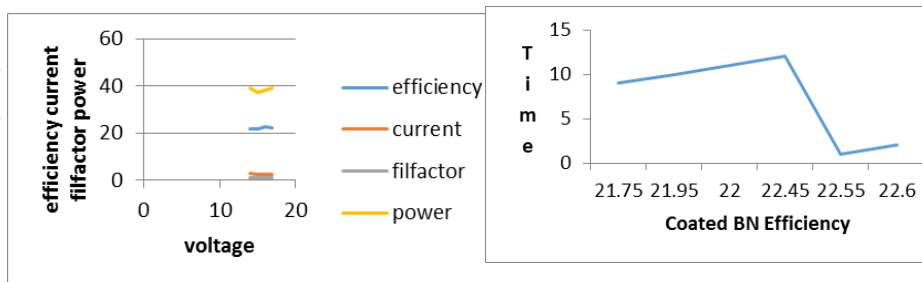 efficiency current
filfactor power
60
40
20
0
0 10 20
voltage
efficiency
current
filfactor
power
T
i
m
e
15
10
5
0
21.75 21.95 22 22.45 22.55 22.6
Coated BN Efficiency